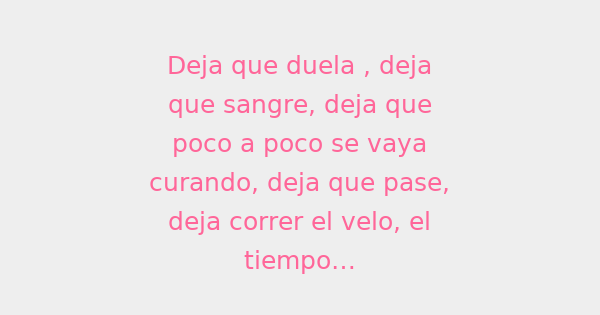 Deja que duela , deja
que sangre, deja que
poco a poco se vaya
curando, deja que pase,
deja correr el velo, el
tiempo...